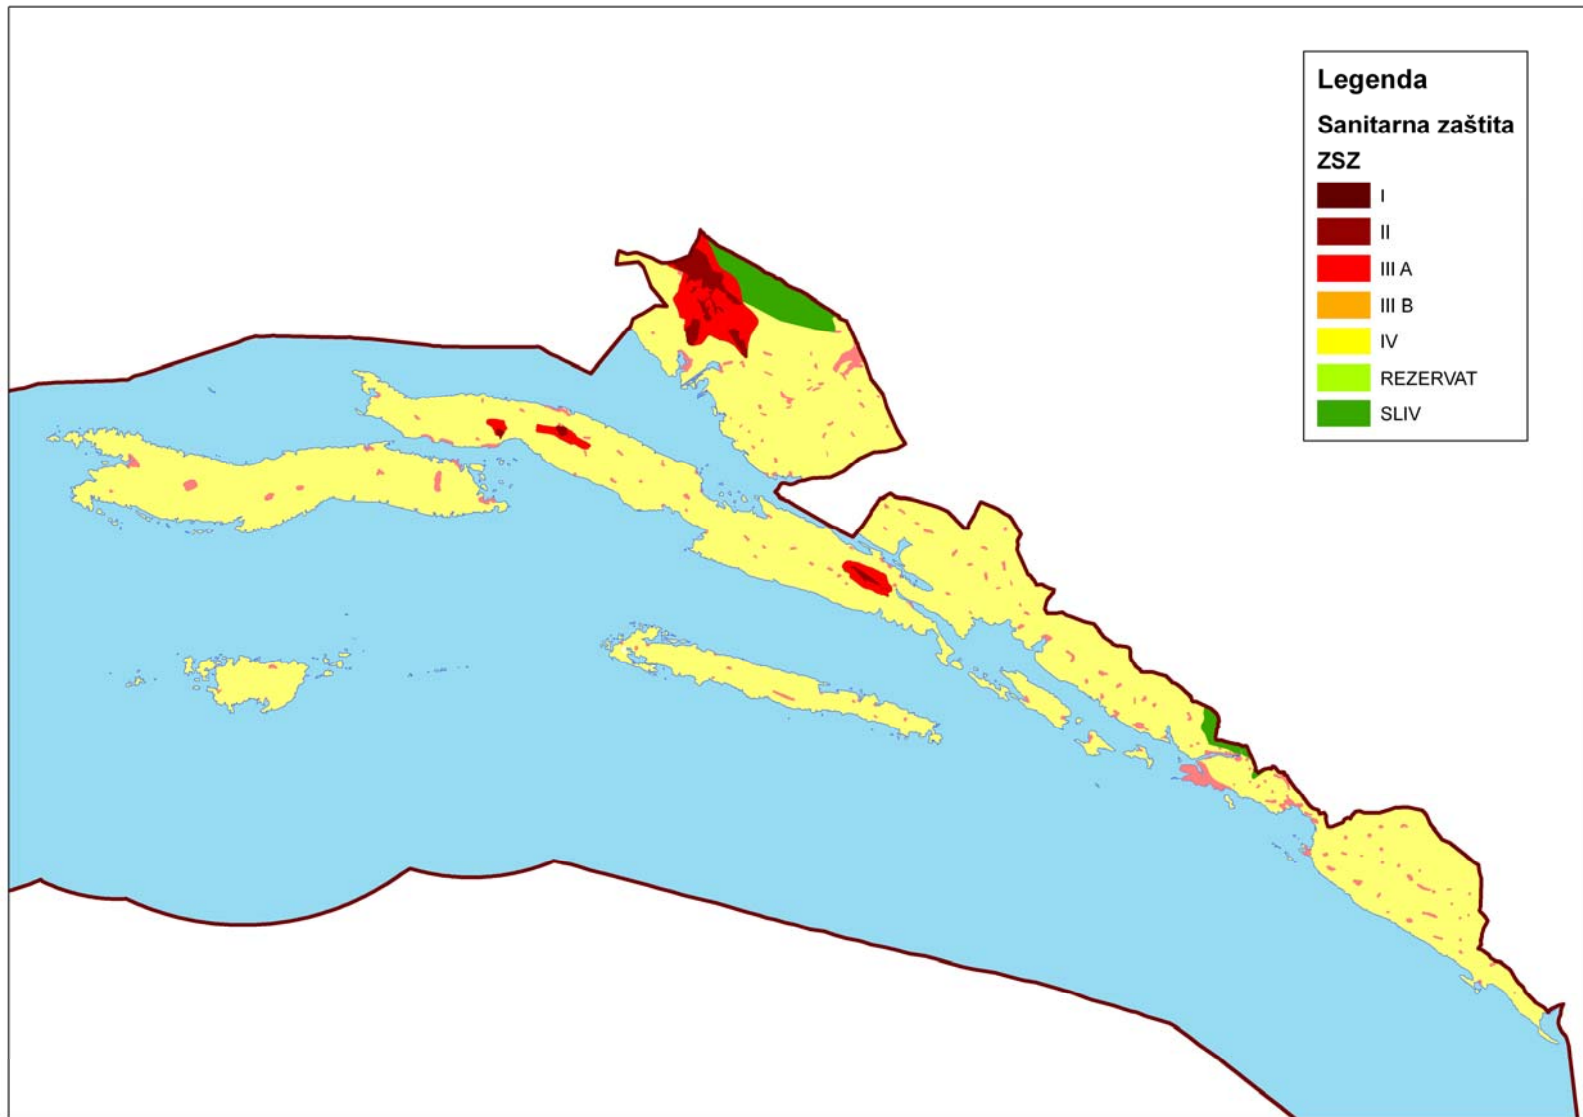 Legenda
Sanitarna zaštita
ZSZ
I
II
III A
III B
IV
REZERVAT
SLIV